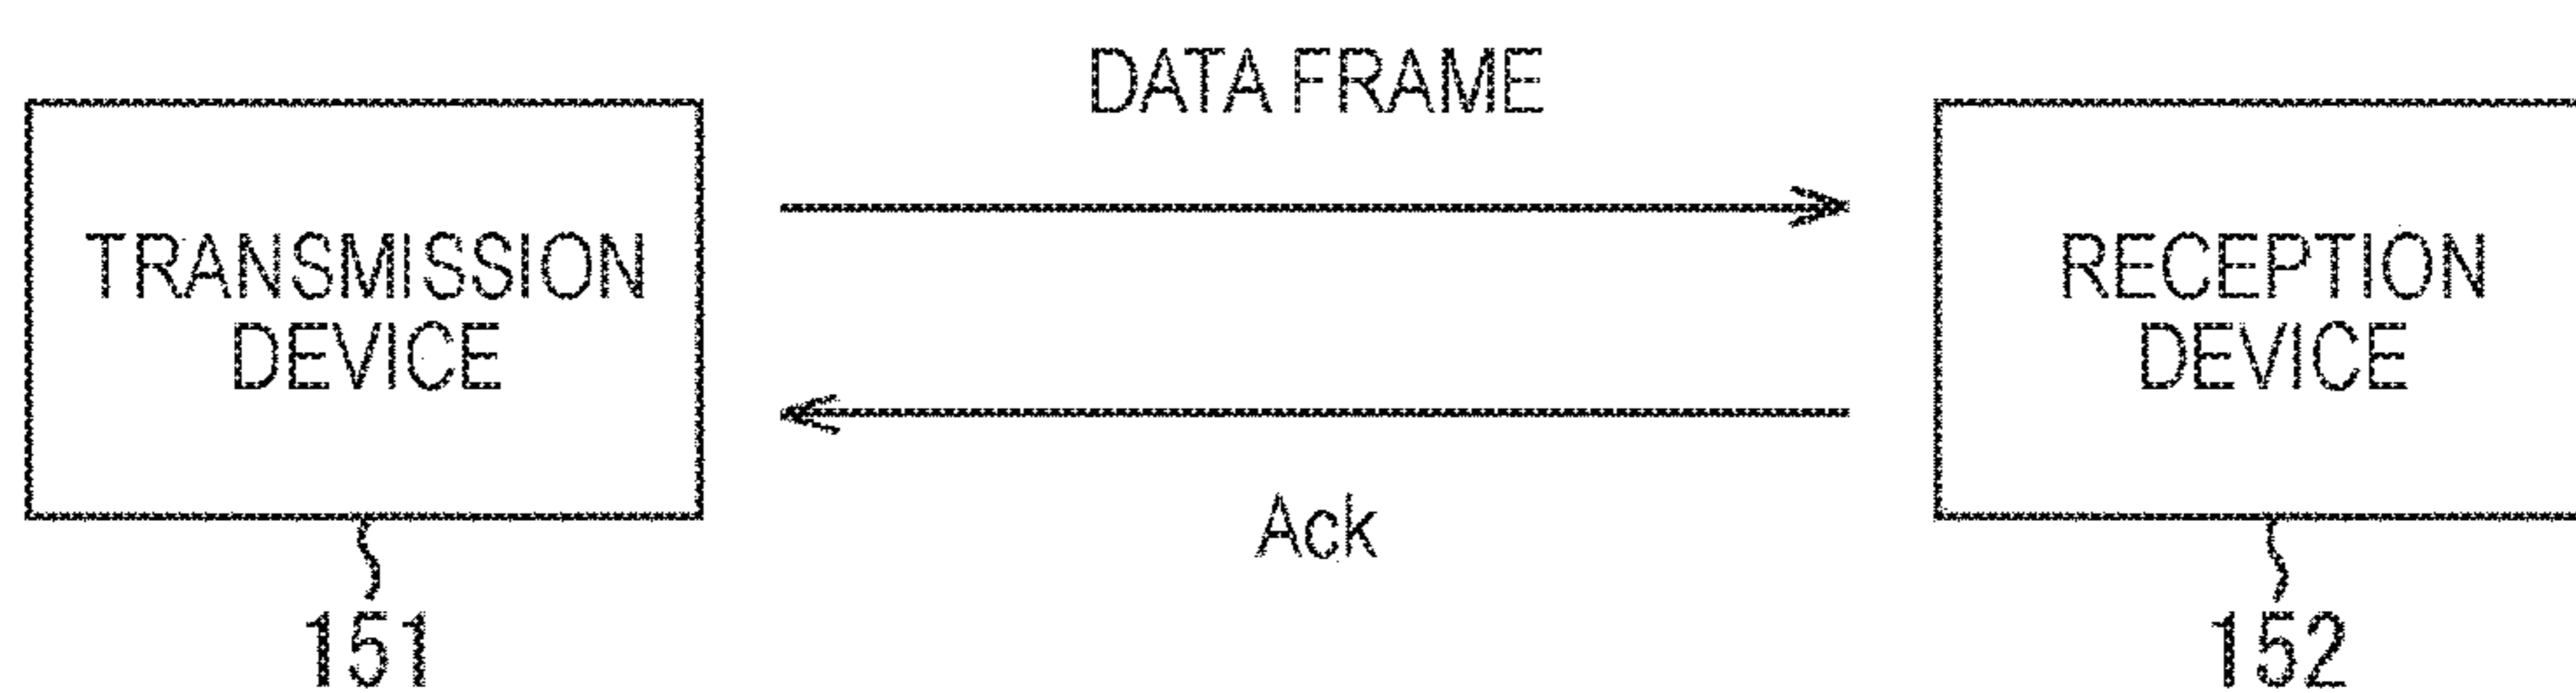 DATA FRAME
TRANSMISSION
DEVICE
RECEPTION
DEVICE
Ack
151
152